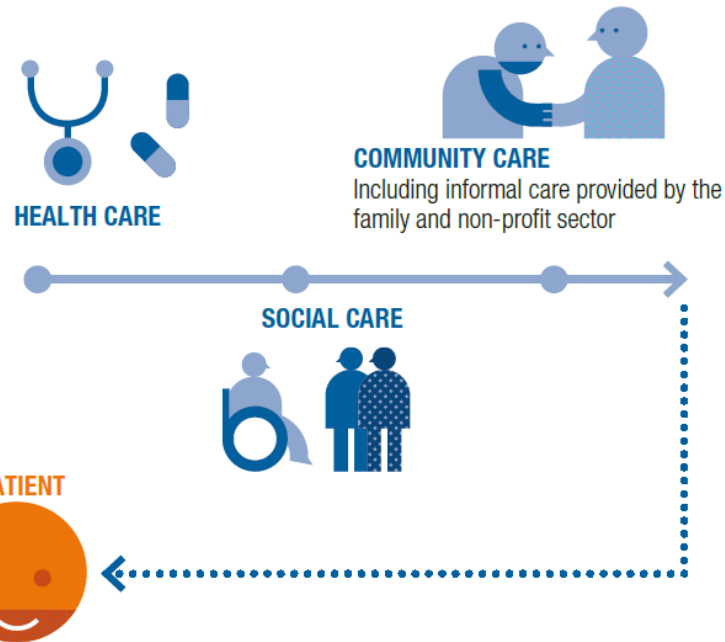 HEALTH CARE
COMMUNITY CARE
Including informal care provided by the
family and non-profit sector
SOCIAL CARE
ATIENT